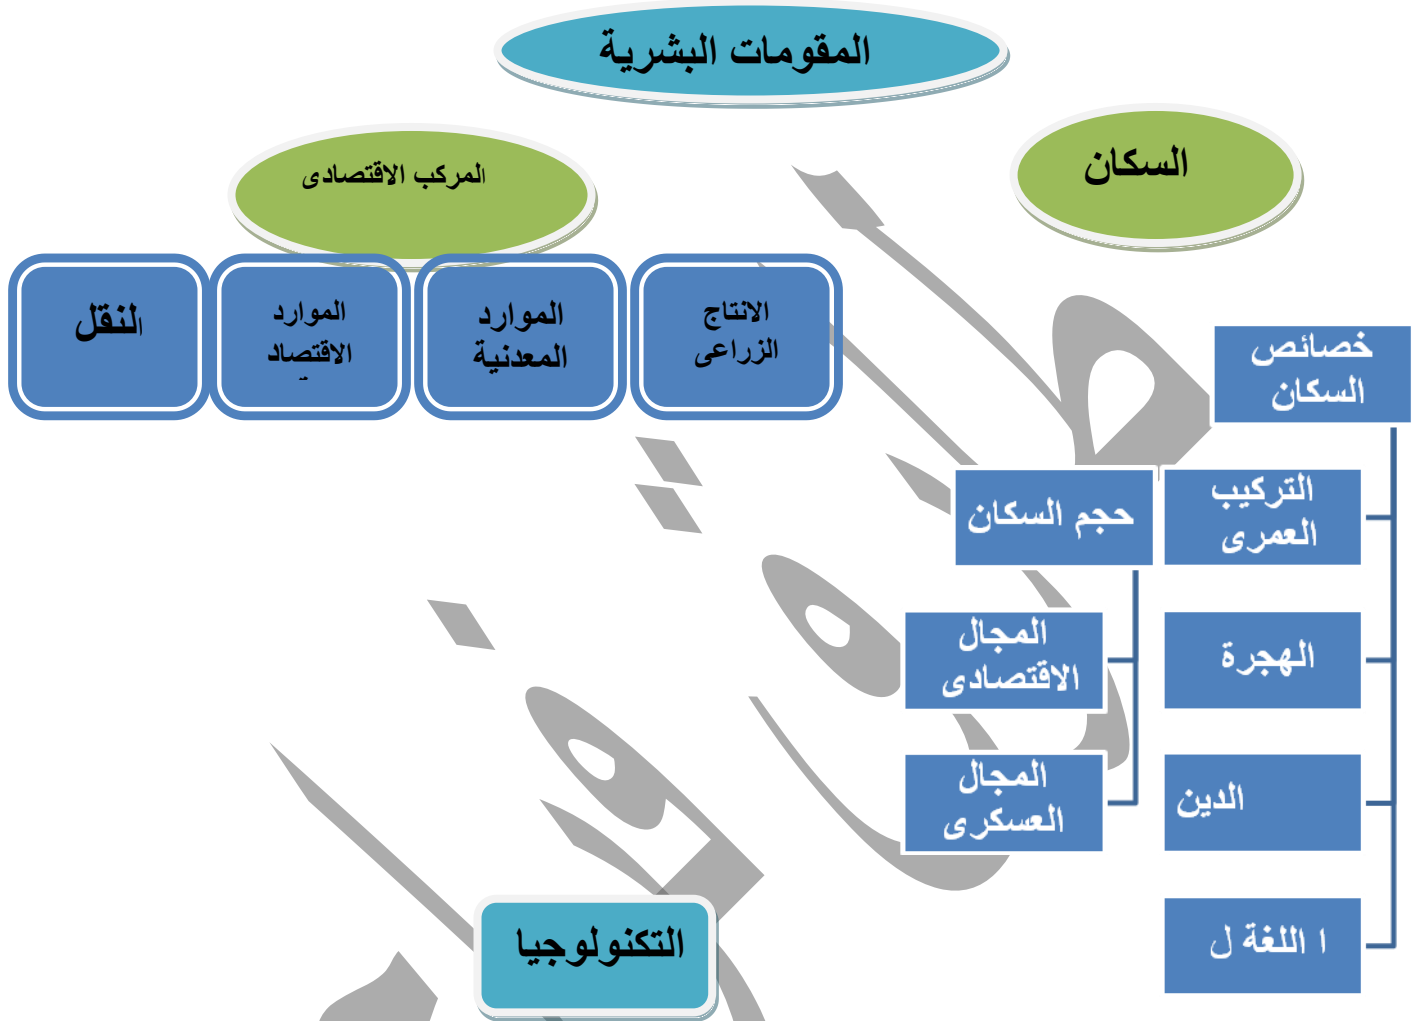 المقومات البشرية
السكان
المركب الاقتصادى
الانتاج
الزراعى
الموارد
المعدنية
الموارد
الاقتصاد
النقل
خصائص
السكان
التركيب
العمرى
الهجرة
الدين
ا اللغة ل
حجم السكان
المجال
الاقتصادى
المجال
العسكرى
التكنولوجيا